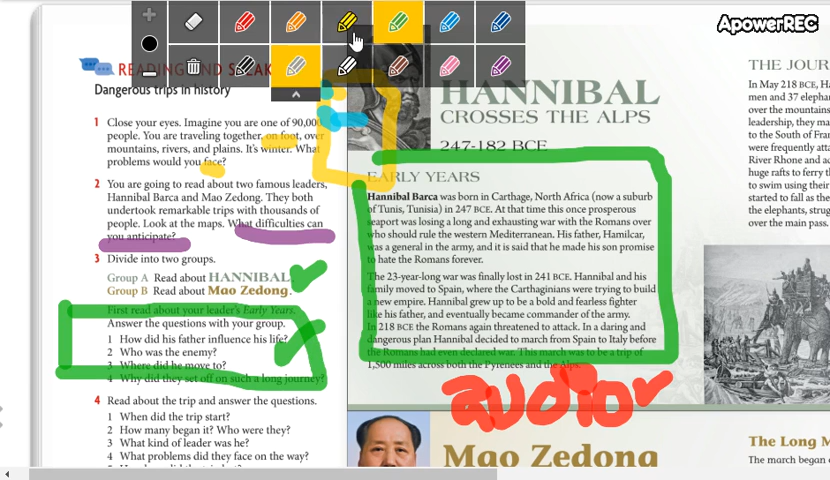 ApowerREC
READING AND SPEAK
Dangerous trips in history
1 Close your eyes. Imagine you are one of 90,000
people. You are traveling together, on foot, over
mountains, rivers, and plains. It's winter. What
problems would you face?
2 You are going to read about two famous leaders,
Hannibal Barca and Mao Zedong. They both
undertook remarkable trips with thousands of
people. Look at the maps. What difficulties can
you anticipate?
3 Divide into two groups.
Group A Read about HANNIBAL.
Group B Read about Mao Zedong.
First read about your leader's Early Years.
Answer the questions with your group.
1 How did his father influence his life?
2 Who was the enemy?
3 Where did he move to?
4 Why did they set off on such a long journey?
4 Read about the trip and answer the questions.
1 When did the trip start?
2 How many began it? Who were they?
3 What kind of leader was he?
4 What problems did they face on the way?
HANNIBAL
CROSSES THE ALPS
247-182 BCE
EARLY YEARS
Hannibal Barca was born in Carthage, North Africa (now a suburb
of Tunis, Tunisia) in 247 BCE. At that time this once prosperous
seaport was losing a long and exhausting war with the Romans over
who should rule the western Mediterranean. His father, Hamilcar,
was a general in the army, and it is said that he made his son promise
to hate the Romans forever.
The 23-year-long war was finally lost in 241 BCE. Hannibal and his
family moved to Spain, where the Carthaginians were trying to build
a new empire. Hannibal grew up to be a bold and fearless fighter
like his father, and eventually became commander of the army.
In 218 BCE the Romans again threatened to attack. In a daring and
dangerous plan Hannibal decided to march from Spain to Italy before
the Romans had even declared war. This march was to be a trip of
1,500 miles across both the Pyrenees and the Alps.
audio
Mao Zedong
THE JOUR
In May 218 BCE, Ha
men and 37 elephan
over the mountains
leadership, they ma
to the South of Fran
were frequently atta
River Rhone and ac
huge rafts to ferry th
to swim using their
started to fall as the
the elephants, strug
over the main pass.
The Long M
The march began